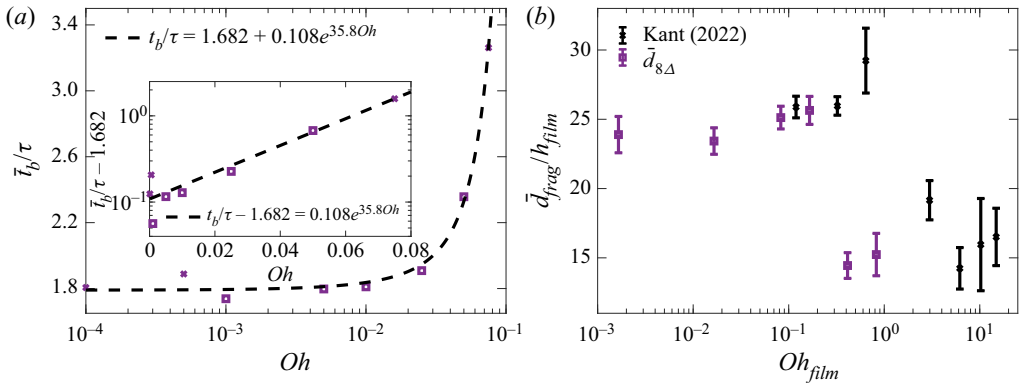 (a)
3.4
3.0
2.6
2.2
1.8
t̄_b/τ
t_b/τ = 1.682 + 0.108e^{35.8Oh}
t̄_b/τ − 1.682
10^0
10^{−1}
t_b/τ − 1.682 = 0.108e^{35.8Oh}
0 0.02 0.04 0.06 0.08
Oh
10^{−4} 10^{−3} 10^{−2} 10^{−1}
Oh
(b)
30
25
20
15
d̄_{frag}/h_{film}
Kant (2022)
d̄_{8Δ}
10^{−3} 10^{−2} 10^{−1} 10^0 10^1
Oh_{film}